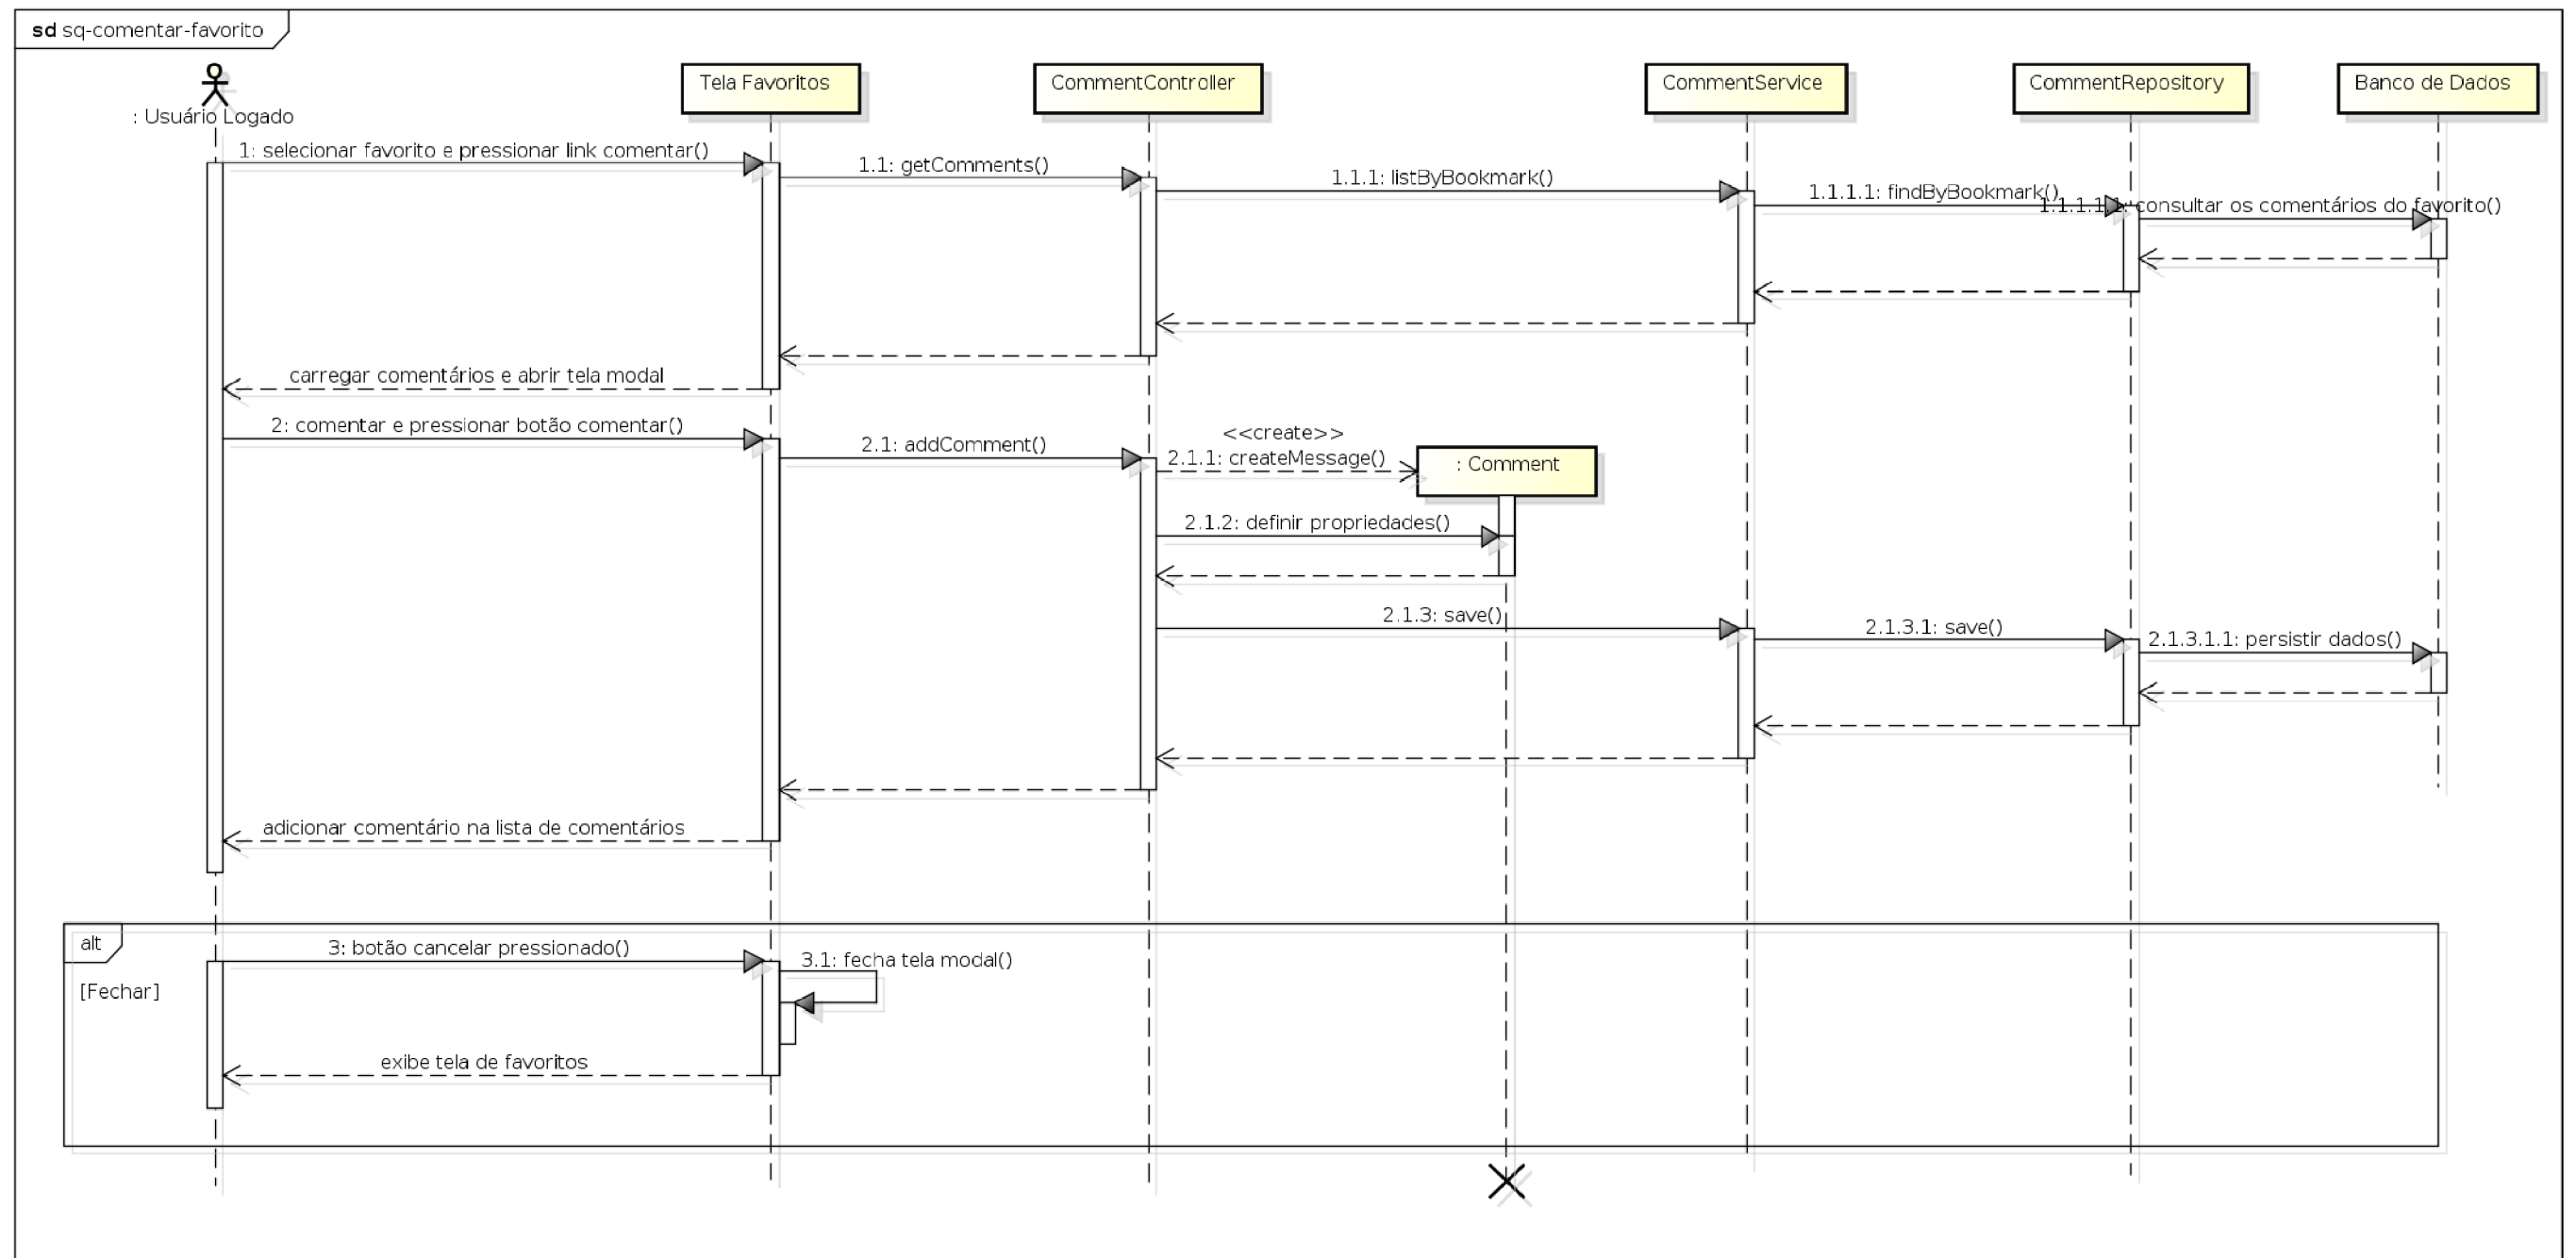 sd sq-comentar-favorito
: Usuário Logado
Tela Favoritos
CommentController
CommentService
CommentRepository
Banco de Dados
1: selecionar favorito e pressionar link comentar()
1.1: getComments()
1.1.1: listByBookmark()
1.1.1.1: findByBookmark()
1.1.1.1.1: consultar os comentários do favorito()
carregar comentários e abrir tela modal
2: comentar e pressionar botão comentar()
2.1: addComment()
<<create>>
2.1.1: createMessage()
: Comment
2.1.2: definir propriedades()
2.1.3: save()
2.1.3.1: save()
2.1.3.1.1: persistir dados()
adicionar comentário na lista de comentários
alt
3: botão cancelar pressionado()
3.1: fecha tela modal()
[Fechar]
exibe tela de favoritos